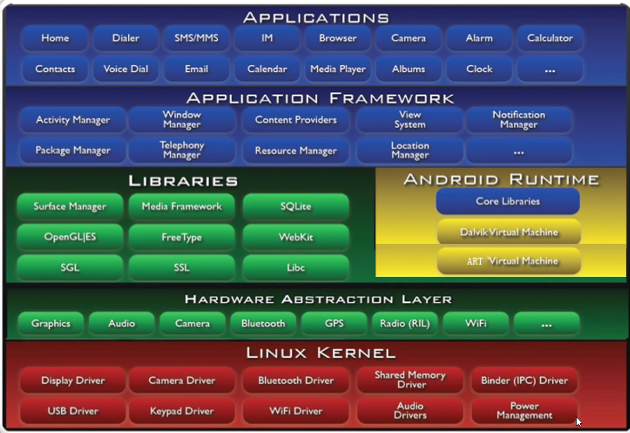 APPLICATIONS
Home Dialer SMS/MMS IM Browser Camera Alarm Calculator
Contacts Voice Dial Email Calendar Media Player Albums Clock ...
APPLICATION FRAMEWORK
Activity Manager Window Manager Content Providers View System Notification Manager
Package Manager Telephony Manager Resource Manager Location Manager ...
LIBRARIES
Surface Manager Media Framework SQLite
OpenGL|ES FreeType WebKit
SGL SSL Libc
ANDROID RUNTIME
Core Libraries
Dalvik Virtual Machine
ART Virtual Machine
HARDWARE ABSTRACTION LAYER
Graphics Audio Camera Bluetooth GPS Radio (RIL) WiFi ...
LINUX KERNEL
Display Driver Camera Driver Bluetooth Driver Shared Memory Driver Binder (IPC) Driver
USB Driver Keypad Driver WiFi Driver Audio Drivers Power Management